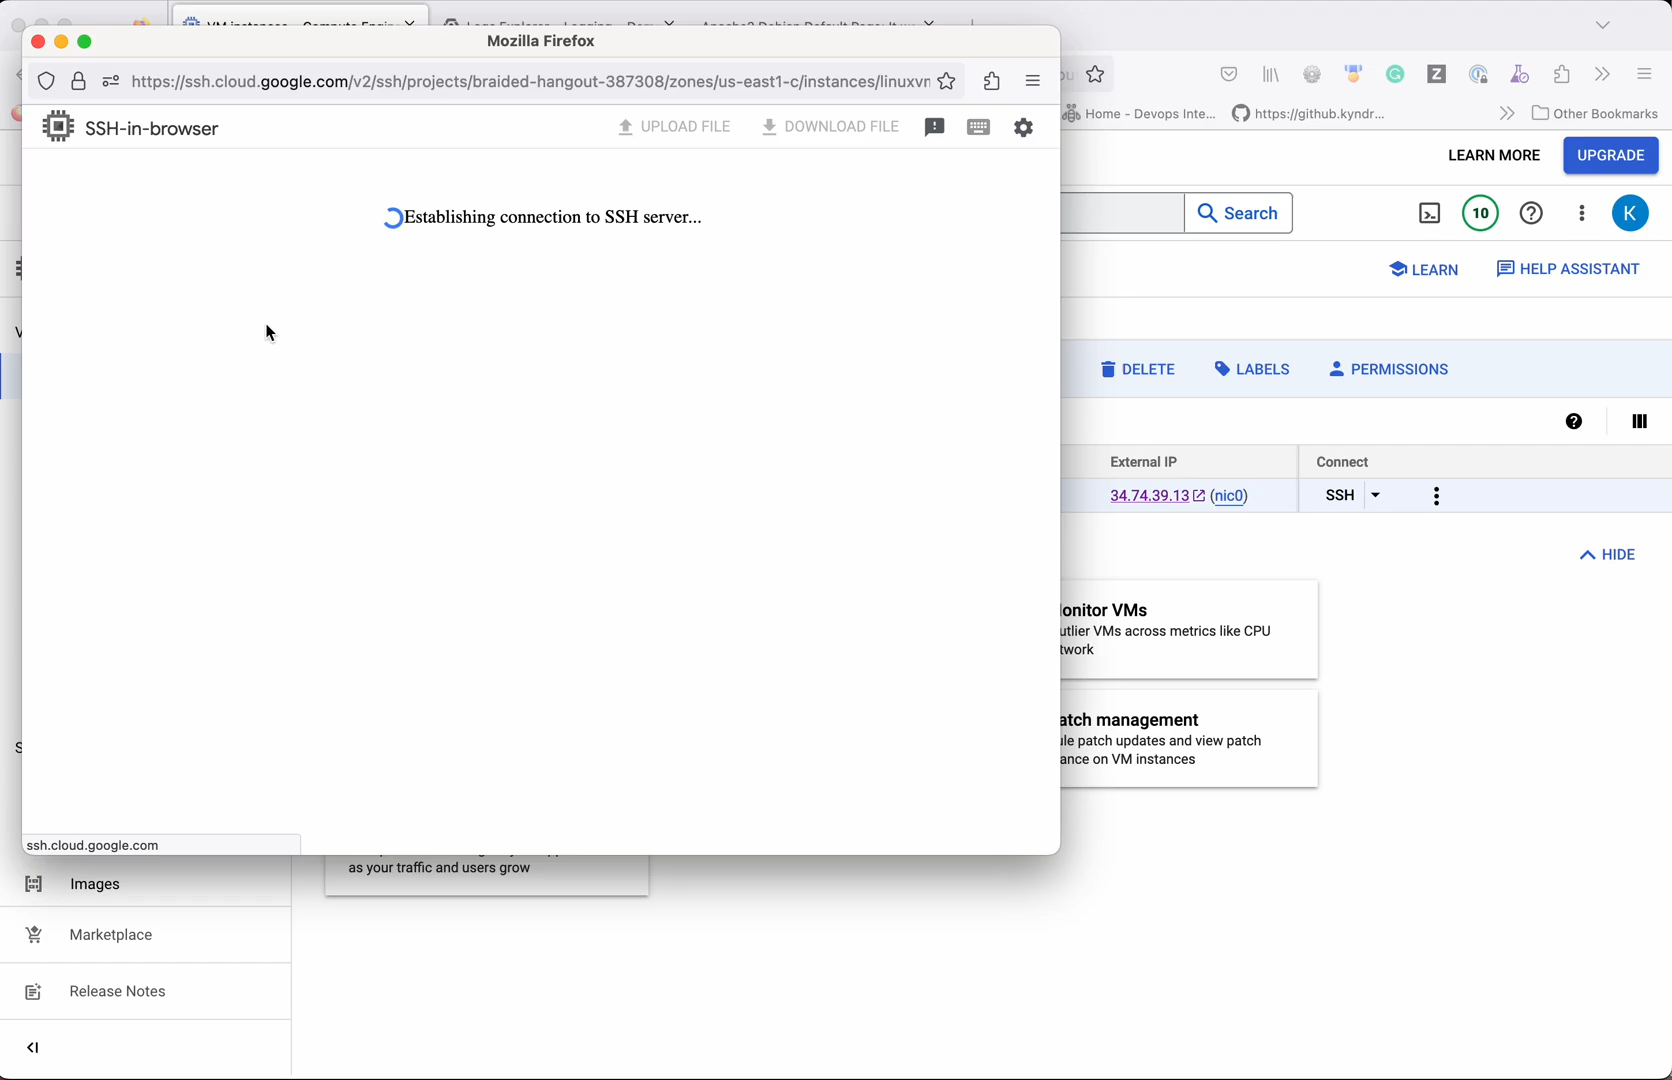 Mozilla Firefox
https://ssh.cloud.google.com/v2/ssh/projects/braided-hangout-387308/zones/us-east1-c/instances/linuxvr
SSH-in-browser
UPLOAD FILE
DOWNLOAD FILE
Establishing connection to SSH server...
ssh.cloud.google.com
Home - Devops Inte...
https://github.kyndr...
Other Bookmarks
LEARN MORE
UPGRADE
Search
10
K
LEARN
HELP ASSISTANT
DELETE
LABELS
PERMISSIONS
External IP
Connect
34.74.39.13 (nic0)
SSH
HIDE
onitor VMs
utlier VMs across metrics like CPU
twork
atch management
ule patch updates and view patch
ance on VM instances
as your traffic and users grow
Images
Marketplace
Release Notes